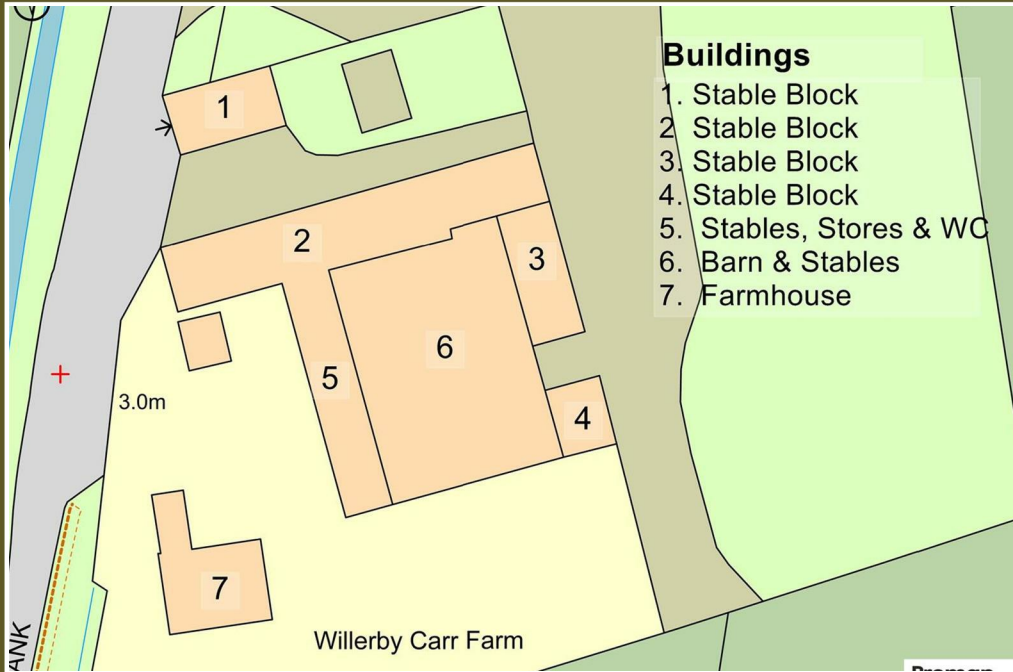 Buildings
1. Stable Block
2 Stable Block
3. Stable Block
4. Stable Block
5. Stables, Stores & WC
6. Barn & Stables
7. Farmhouse
1
2
3
6
5
4
3.0m
7
Willerby Carr Farm
ANK
Promap